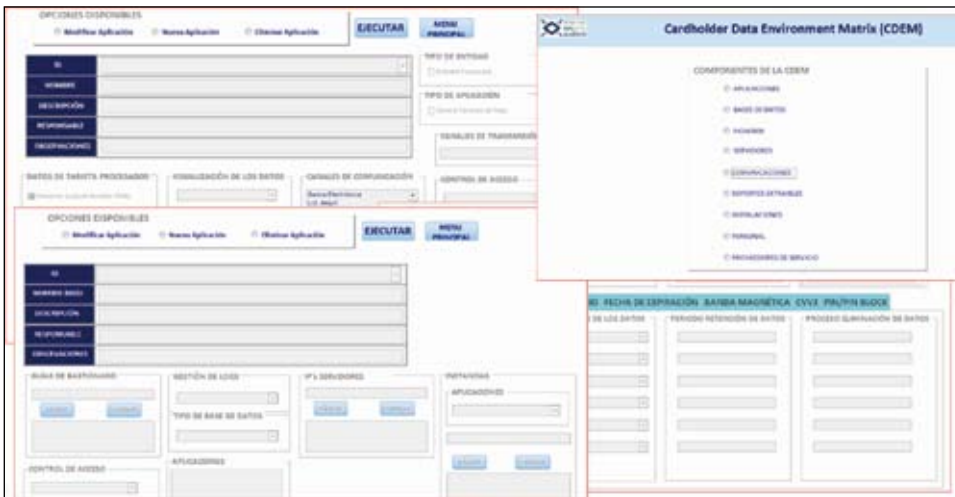 OPCIONES DISPONIBLES
Modificar Aplicación Nueva Aplicación Eliminar Aplicación
EJECUTAR
MENU PRINCIPAL
ID
NOMBRE
DESCRIPCIÓN
RESPONSABLE
OBSERVACIONES
TIPO DE ENTIDAD
TIPO DE APLICACIÓN
CANALES DE TRANSMISIÓN
DATOS DE TARJETA PROCESADOS
VISUALIZACIÓN DE LOS DATOS
CANALES DE COMUNICACIÓN
CONTROL DE ACCESO
Banca Electrónica
Cardholder Data Environment Matrix (CDEM)
COMPONENTES DE LA CDEM
APLICACIONES
BASES DE DATOS
FICHEROS
SERVIDORES
COMUNICACIONES
SOPORTES EXTRAIBLES
INSTALACIONES
PERSONAL
PROVEEDORES DE SERVICIO
OPCIONES DISPONIBLES
Modificar Aplicación Nueva Aplicación Eliminar Aplicación
EJECUTAR
MENU PRINCIPAL
ID
NOMBRE BBDD
DESCRIPCIÓN
RESPONSABLE
OBSERVACIONES
FECHA DE EXPIRACIÓN BANDA MAGNÉTICA CVVX PIN/PIN BLOCK
DE LOS DATOS
PERIODO RETENCIÓN DE DATOS
PROCESO ELIMINACIÓN DE DATOS
GUÍAS DE BASTIONADO
GESTIÓN DE LOGS
IP's SERVIDORES
INSTANCIAS
APLICACIONES
TIPO DE BASE DE DATOS
CONTROL DE ACCESO
APLICACIONES